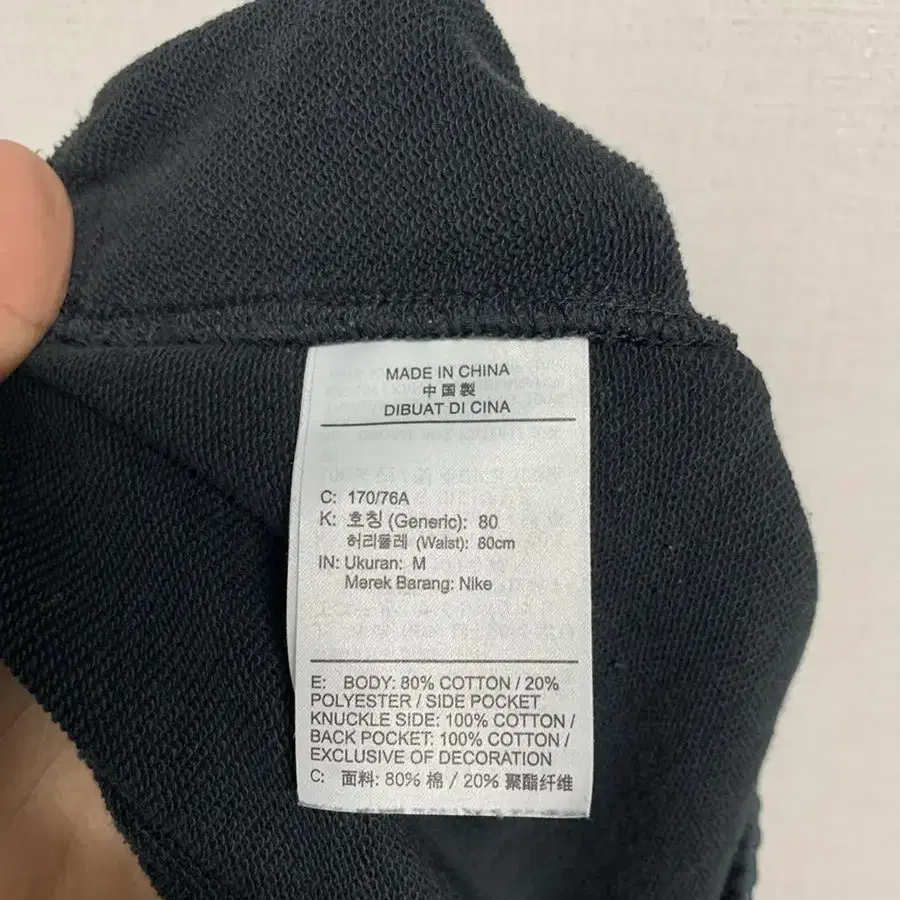 MADE IN CHINA
中国製
DIBUAT DI CINA
C: 170/76A
K: 호칭 (Generic): 80
허리둘레 (Waist): 80cm
IN: Ukuran: M
Merek Barang: Nike
E: BODY: 80% COTTON / 20%
POLYESTER / SIDE POCKET
KNUCKLE SIDE: 100% COTTON /
BACK POCKET: 100% COTTON /
EXCLUSIVE OF DECORATION
C: 面料: 80% 棉 / 20% 聚酯纤维